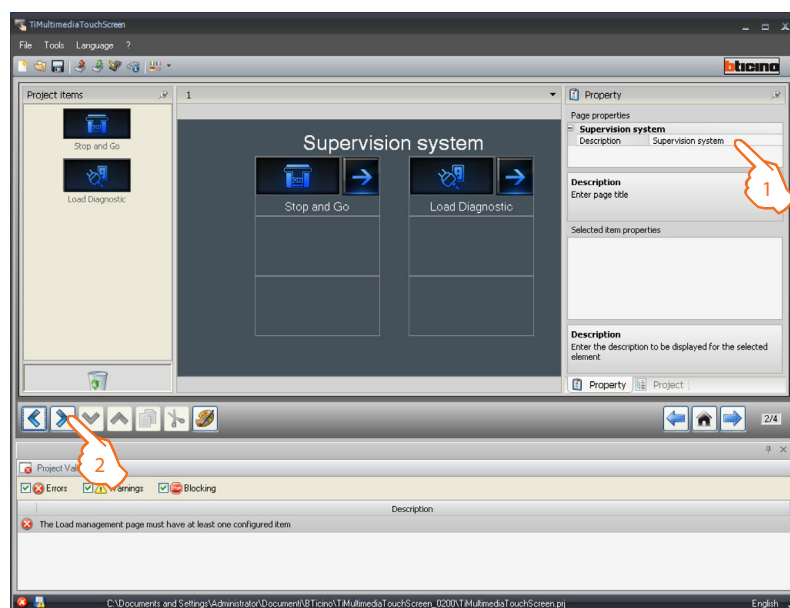 TiMultimediaTouchScreen
File Tools Language ?
bticino
Project items
Stop and Go
Load Diagnostic
1
Supervision system
Stop and Go
Load Diagnostic
Property
Page properties
Supervision system
Description Supervision system
Description
Enter page title
1
Selected item properties
Description
Enter the description to be displayed for the selected
element
Property Project
2/4
2
Errors Warnings Blocking
Description
The Load management page must have at least one configured item
C:\Documents and Settings\Administrator\Documenti\BTicino\TiMultimediaTouchScreen_0200\TiMultimediaTouchScreen.prj
English